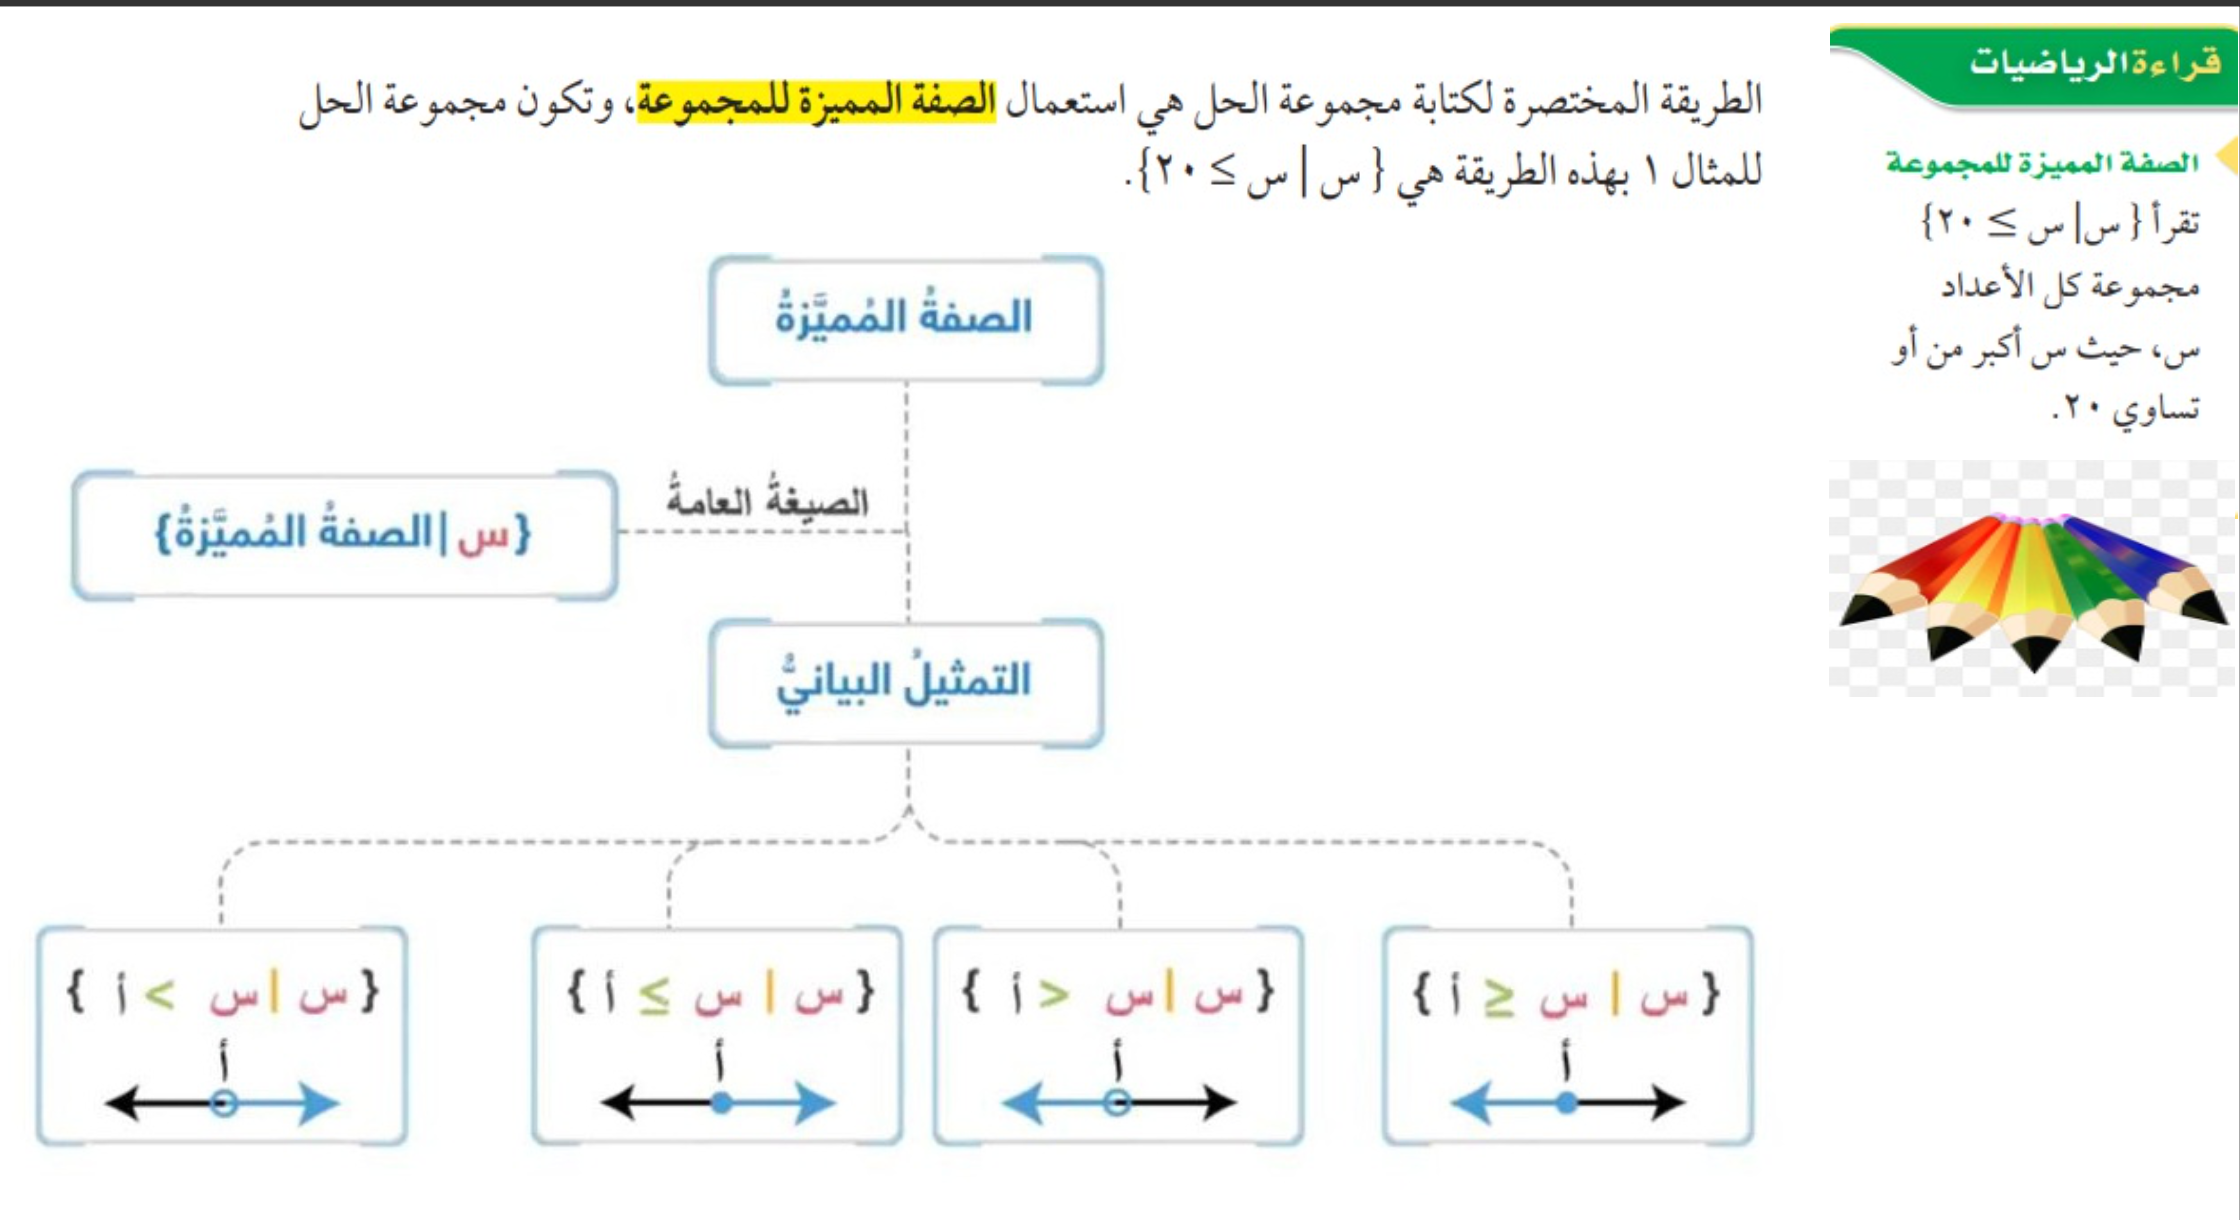 قراءة الرياضيات
الطريقة المختصرة لكتابة مجموعة الحل هي استعمال الصفة المميزة للمجموعة، وتكون مجموعة الحل
للمثال ١ بهذه الطريقة هي { س | س ≥ ٢٠}.
الصفة المميزة للمجموعة
تقرأ { س| س ≥ ٢٠}
مجموعة كل الأعداد
س، حيث س أكبر من أو
تساوي ٢٠.
الصفةُ المُميَّزةُ
الصيغةُ العامةُ
{س|الصفةُ المُميَّزةُ}
التمثيلُ البيانيُّ
{ س | س ≤ أ }
أ
{ س | س < أ }
أ
{ س | س ≥ أ }
أ
{ س | س > أ }
أ